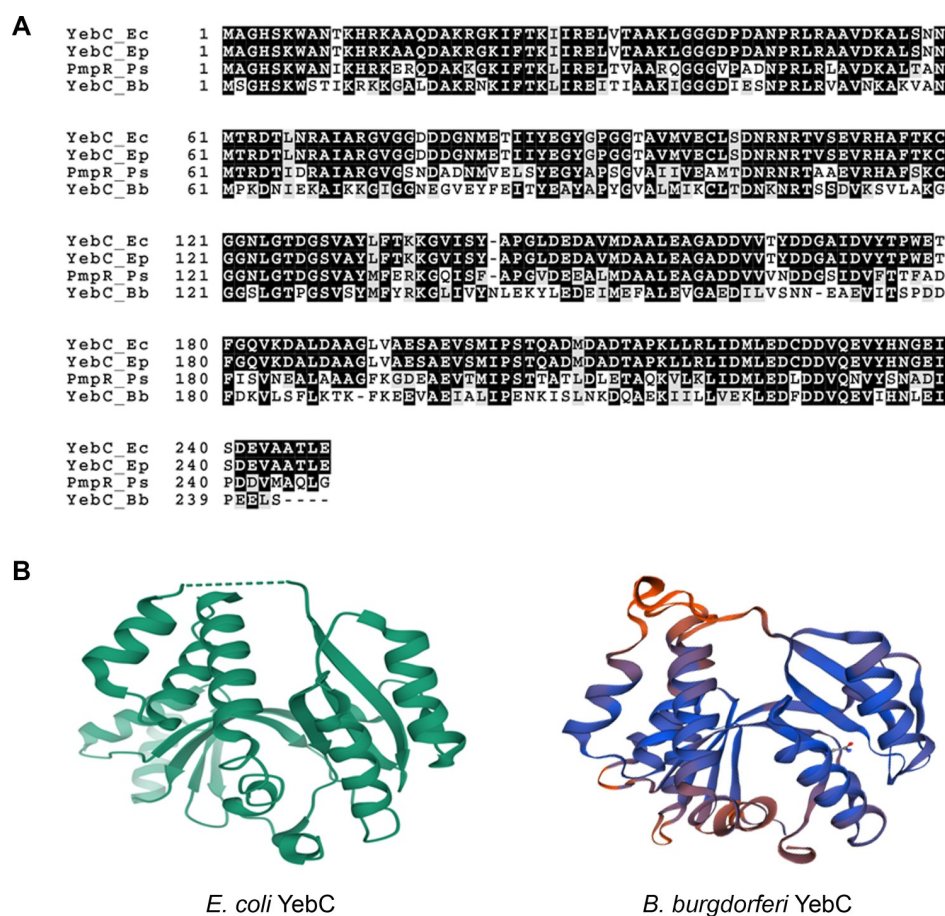 A
YebC_Ec 1 MAGHSKWANTKHRKAAQDAKRGKIFTKIIRELVTAAKLGGGDPDANPRLRAAVDKALSNN
YebC_Ep 1 MAGHSKWANTKHRKAAQDAKRGKIFTKIIRELVTAAKLGGGDPDANPRLRAAVDKALSNN
PmpR_Ps 1 MAGHSKWANIKHRKERQDAKKGKIFTKLIRELTVAARQGGGVPADNPRLRLAVDKALTAN
YebC_Bb 1 MSGHSKWSTIKRKKGALDAKRNKIFTKLIREITIAAKIGGGDIESNPRLRVAVNKAKVAN
YebC_Ec 61 MTRDTLNRAIARGVGGDDDGNMETIIYEGYGPGGTAVMVECLSDNRNRTVSEVRHAFTKC
YebC_Ep 61 MTRDTLNRAIARGVGGDDDGNMETIIYEGYGPGGTAVMVECLSDNRNRTVSEVRHAFTKC
PmpR_Ps 61 MTRDTIDRAIARGVGSNDADNMVELSYEGYAPSGVAIIVEAMTDNRNRTAAEVRHAFSKC
YebC_Bb 61 MPKDNIEKAIKKGIGGNEGVEYFEITYEAYAPYGVALMIKCLTDNKNRTSSDVKSVLAKG
YebC_Ec 121 GGNLGTDGSVAYLFTKKGVISY-APGLDEDAVMDAALEAGADDVVTYDDGAIDVYTPWET
YebC_Ep 121 GGNLGTDGSVAYLFTKKGVISY-APGLDEDAVMDAALEAGADDVVTYDDGAIDVYTPWET
PmpR_Ps 121 GGNLGTDGSVAYMFERKGQISF-APGVDEEALMDAALEAGADDVVVNDDGSIDVFTTFAD
YebC_Bb 121 GGSLGTPGSVSYMFYRKGLIVYNLEKYLEDEIMEFALEVGAEDILVSNN-EAEVITSPDD
YebC_Ec 180 FGQVKDALDAAGLVAESAEVSMIPSTQADMDADTAPKLLRLIDMLEDCDDVQEVYHNGEI
YebC_Ep 180 FGQVKDALDAAGLVAESAEVSMIPSTQADMDADTAPKLLRLIDMLEDCDDVQEVYHNGEI
PmpR_Ps 180 FISVNEALAAAGFKGDEAEVTMIPSTTATLDLETAQKVLKLIDMLEDLDDVQNVYSNADI
YebC_Bb 180 FDKVLSFLKTK-FKEEVAEIALIPENKISLNKDQAEKIILLVEKLEDFDDVQEVIHNLEI
YebC_Ec 240 SDEVAATLE
YebC_Ep 240 SDEVAATLE
PmpR_Ps 240 PDDVMAQLG
YebC_Bb 239 PEELS----
B
E. coli YebC B. burgdorferi YebC